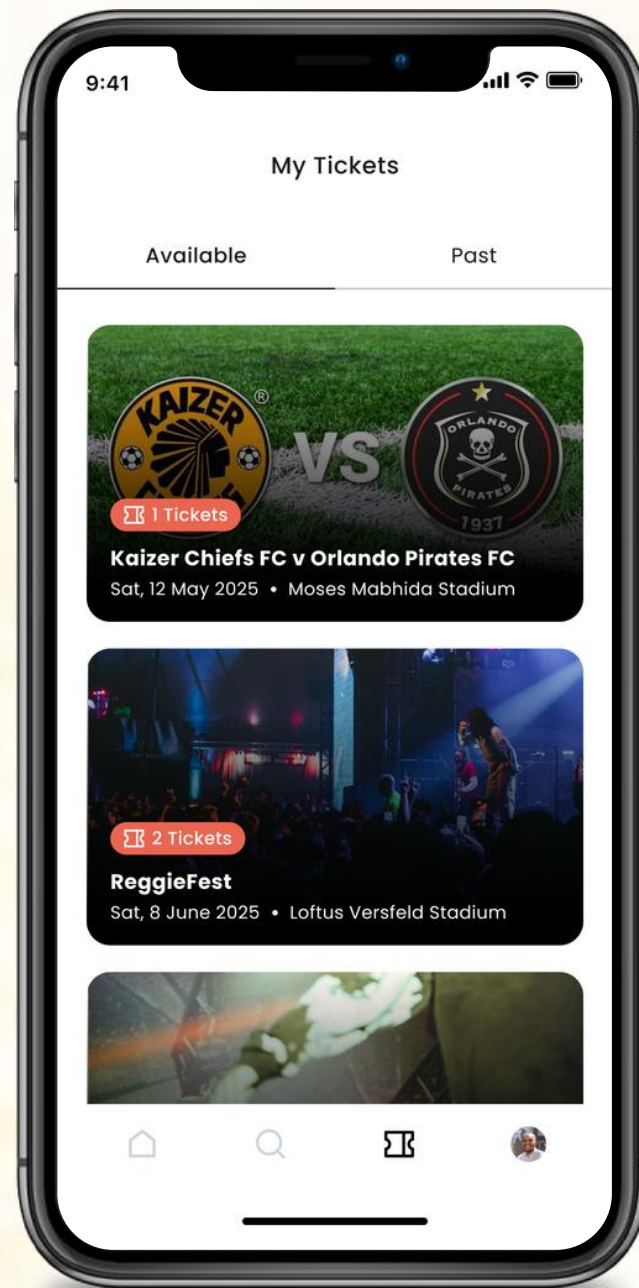 9:41
My Tickets
Available
Past
KAIZER
®
VS
ORLANDO
PIRATES
1937
1 Tickets
Kaizer Chiefs FC v Orlando Pirates FC
Sat, 12 May 2025 • Moses Mabhida Stadium
2 Tickets
ReggieFest
Sat, 8 June 2025 • Loftus Versfeld Stadium